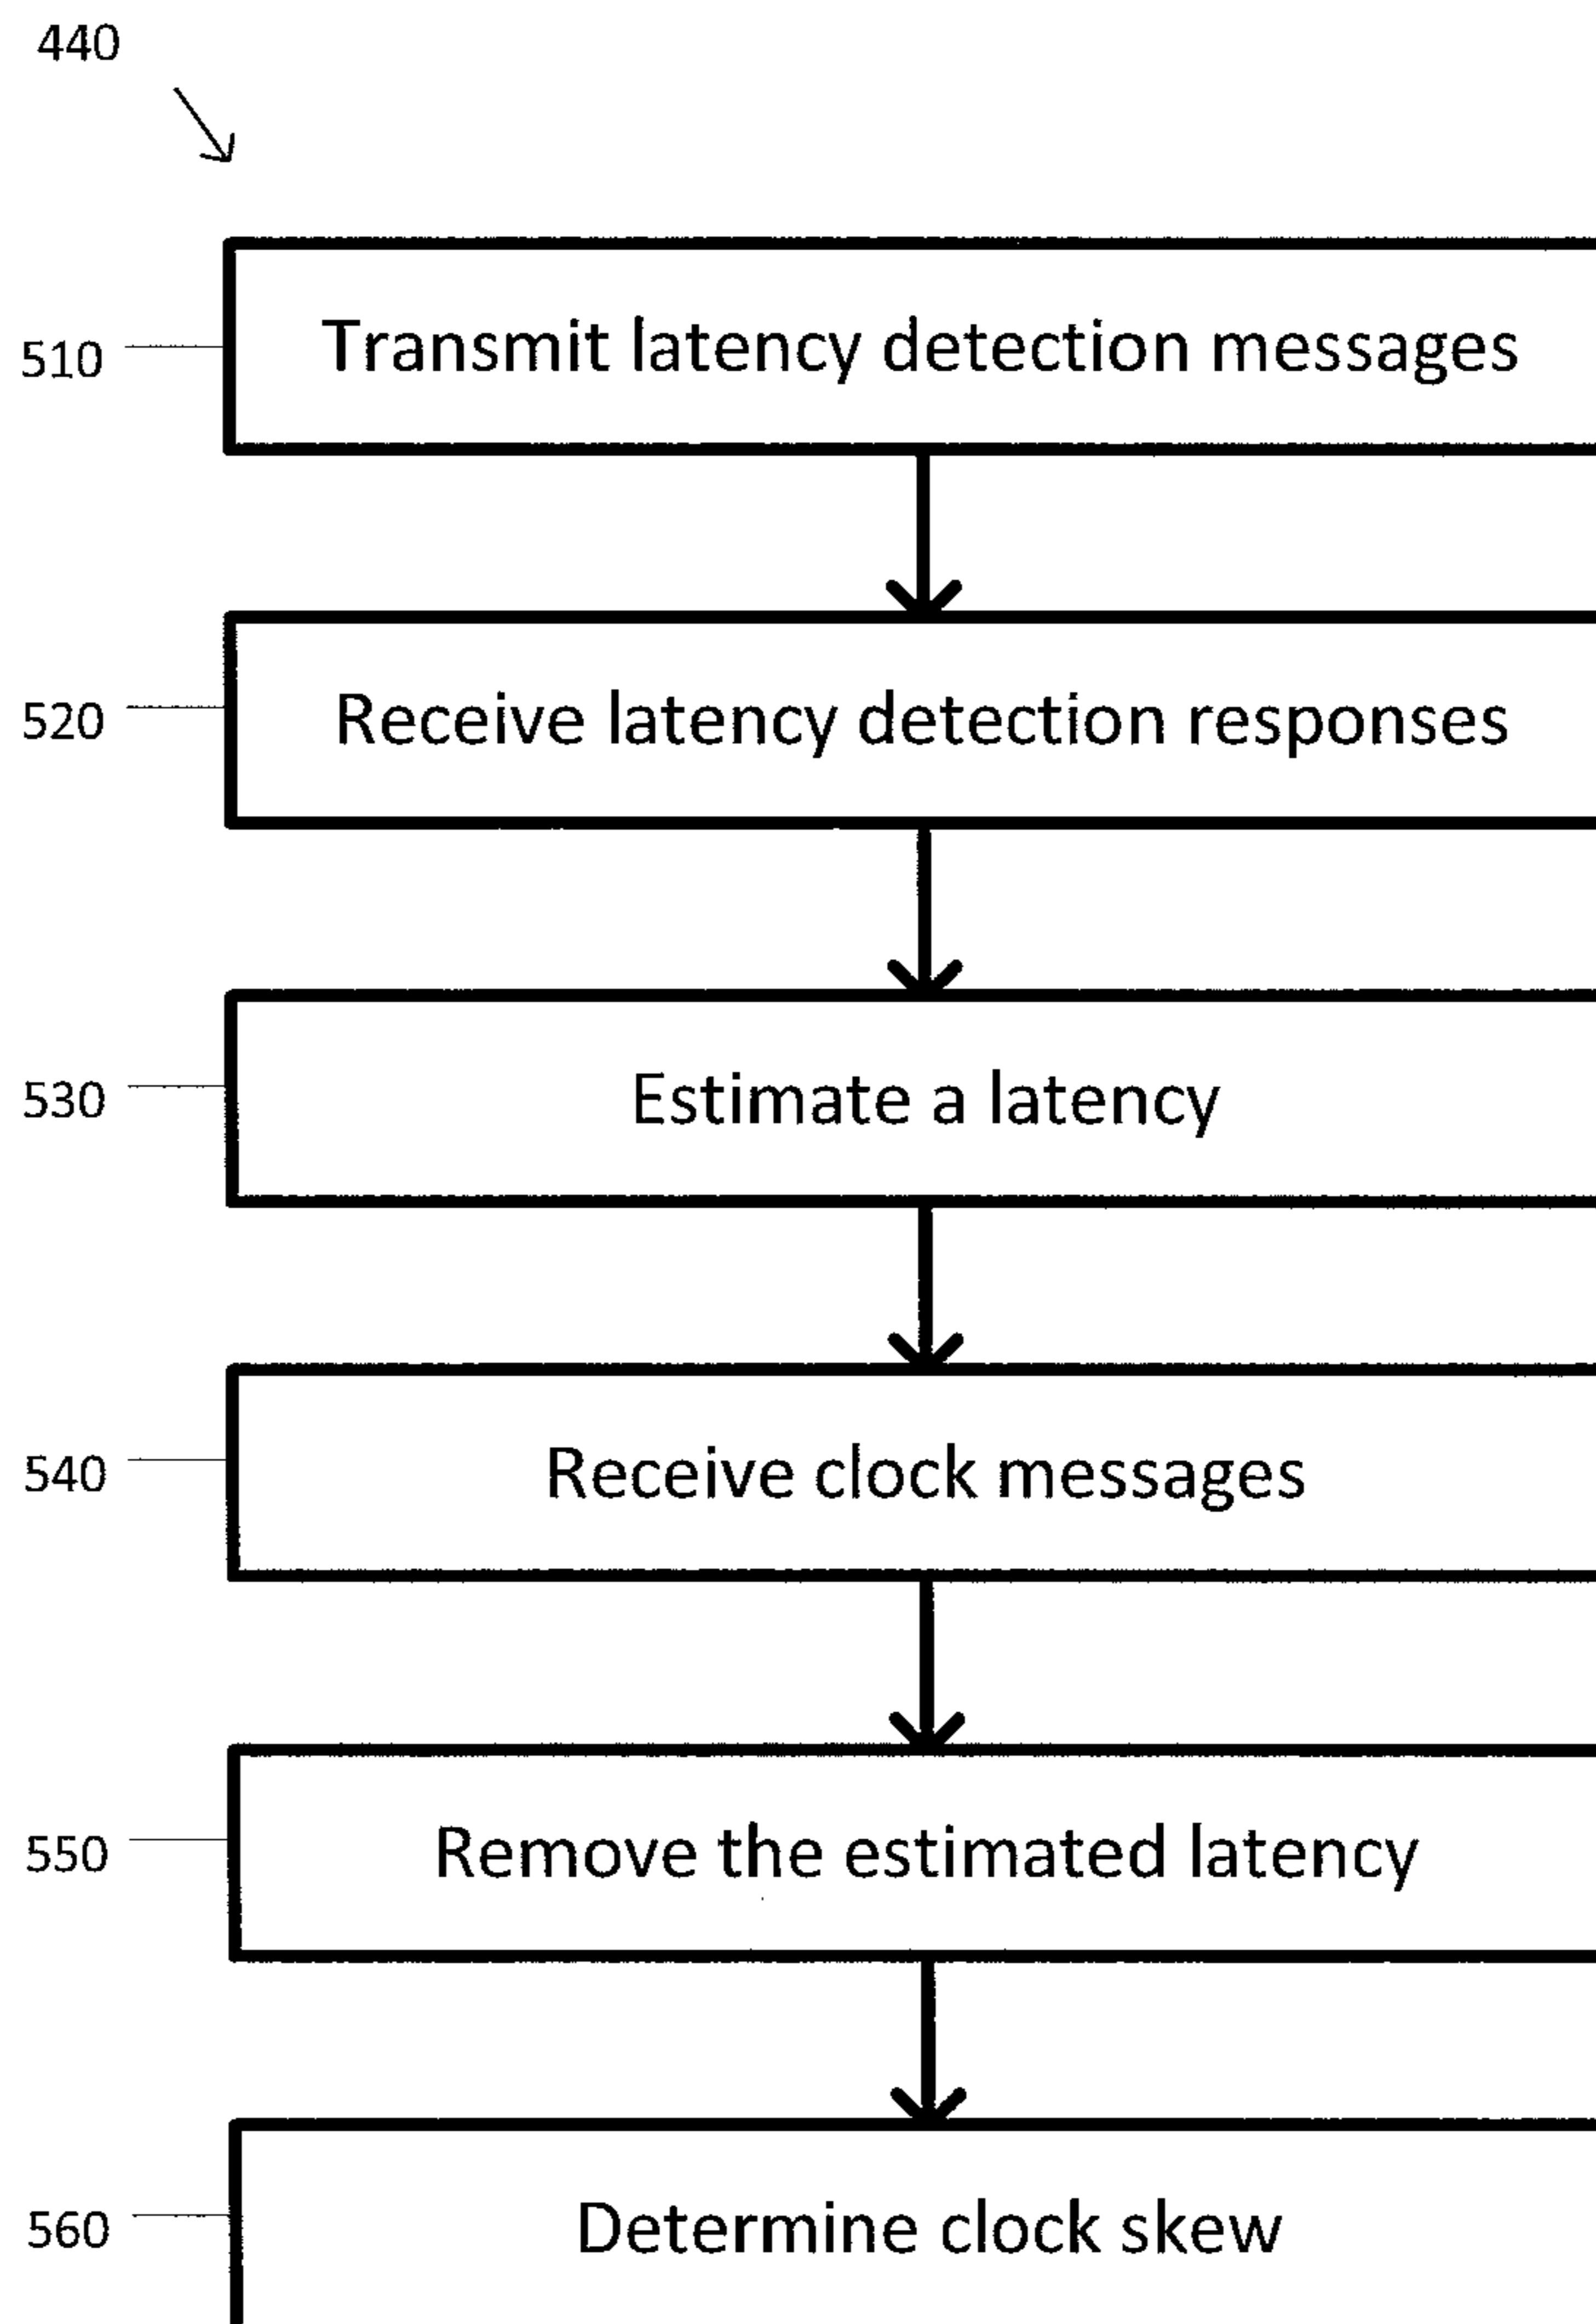 440
510 Transmit latency detection messages
520 Receive latency detection responses
530 Estimate a latency
540 Receive clock messages
550 Remove the estimated latency
560 Determine clock skew